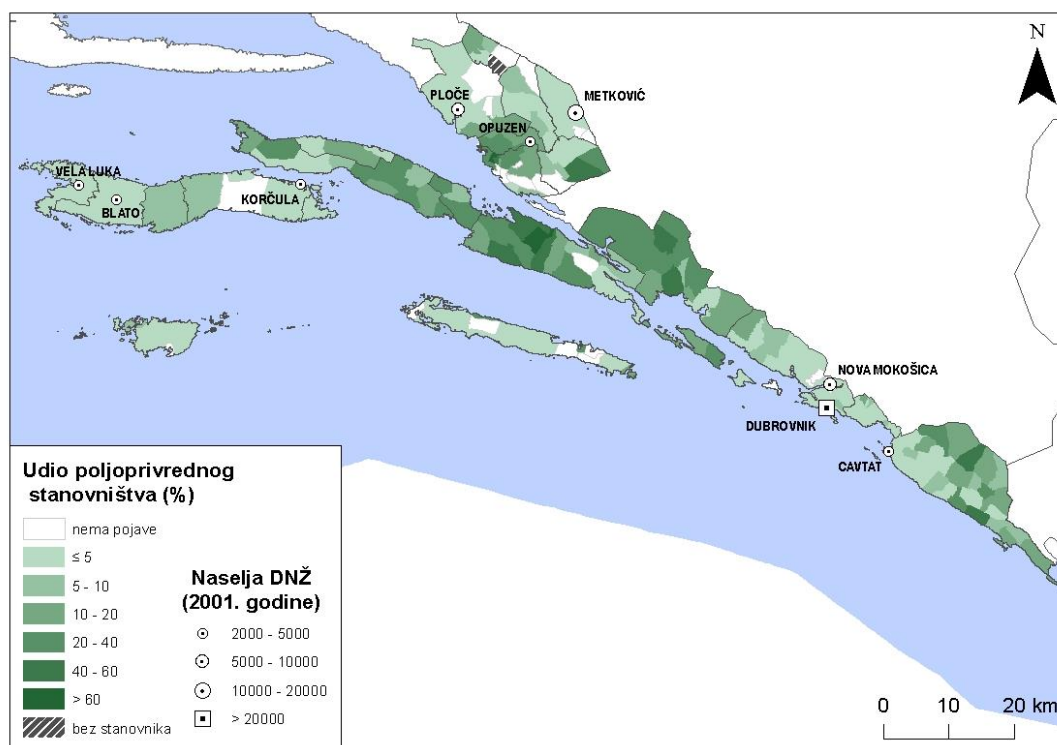 N
PLOČE
METKOVIĆ
OPUZEN
VELA LUKA
BLATO
KORČULA
NOVA MOKOŠICA
DUBROVNIK
CAVTAT
Udio poljoprivrednog
stanovništva (%)
nema pojave
≤ 5
5 - 10
10 - 20
20 - 40
40 - 60
> 60
bez stanovnika
Naselja DNŽ
(2001. godine)
2000 - 5000
5000 - 10000
10000 - 20000
> 20000
0 10 20 km